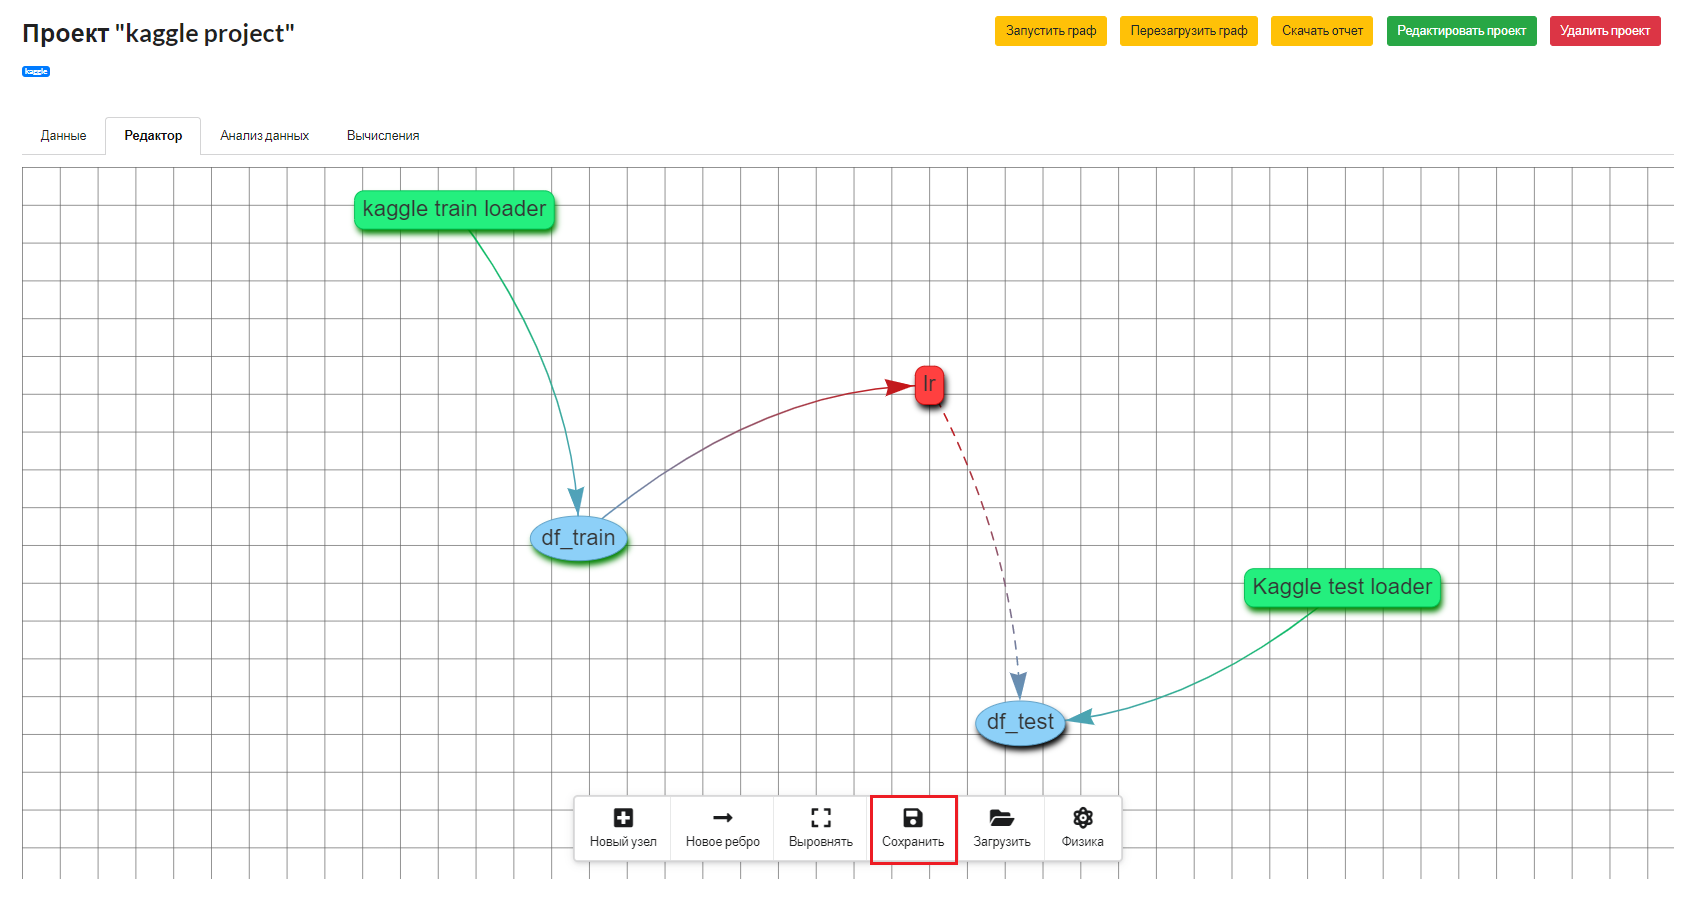 Проект "kaggle project"
Запустить граф
Перезагрузить граф
Скачать отчет
Редактировать проект
Удалить проект
kaggle
Данные
Редактор
Анализ данных
Вычисления
kaggle train loader
lr
df_train
Kaggle test loader
df_test
Новый узел
Новое ребро
Выровнять
Сохранить
Загрузить
Физика